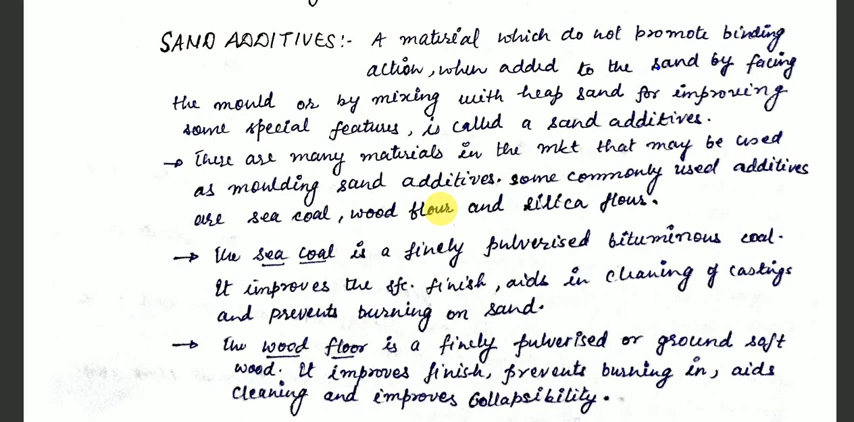 SAND ADDITIVES:- A material which do not promote binding
action, when added to the sand by facing
the mould or by mixing with heap sand for improving
some special features, is called a sand additives.
→ There are many materials in the mkt that may be used
as moulding sand additives. some commonly used additives
are sea coal, wood flour and silica flour.
→ The sea coal is a finely pulverised bituminous coal.
It improves the sfc. finish, aids in cleaning of castings
and prevents burning on sand.
→ The wood floor is a finely pulverised or ground soft
wood. It improves finish, prevents burning in, aids
cleaning and improves Collapsibility.